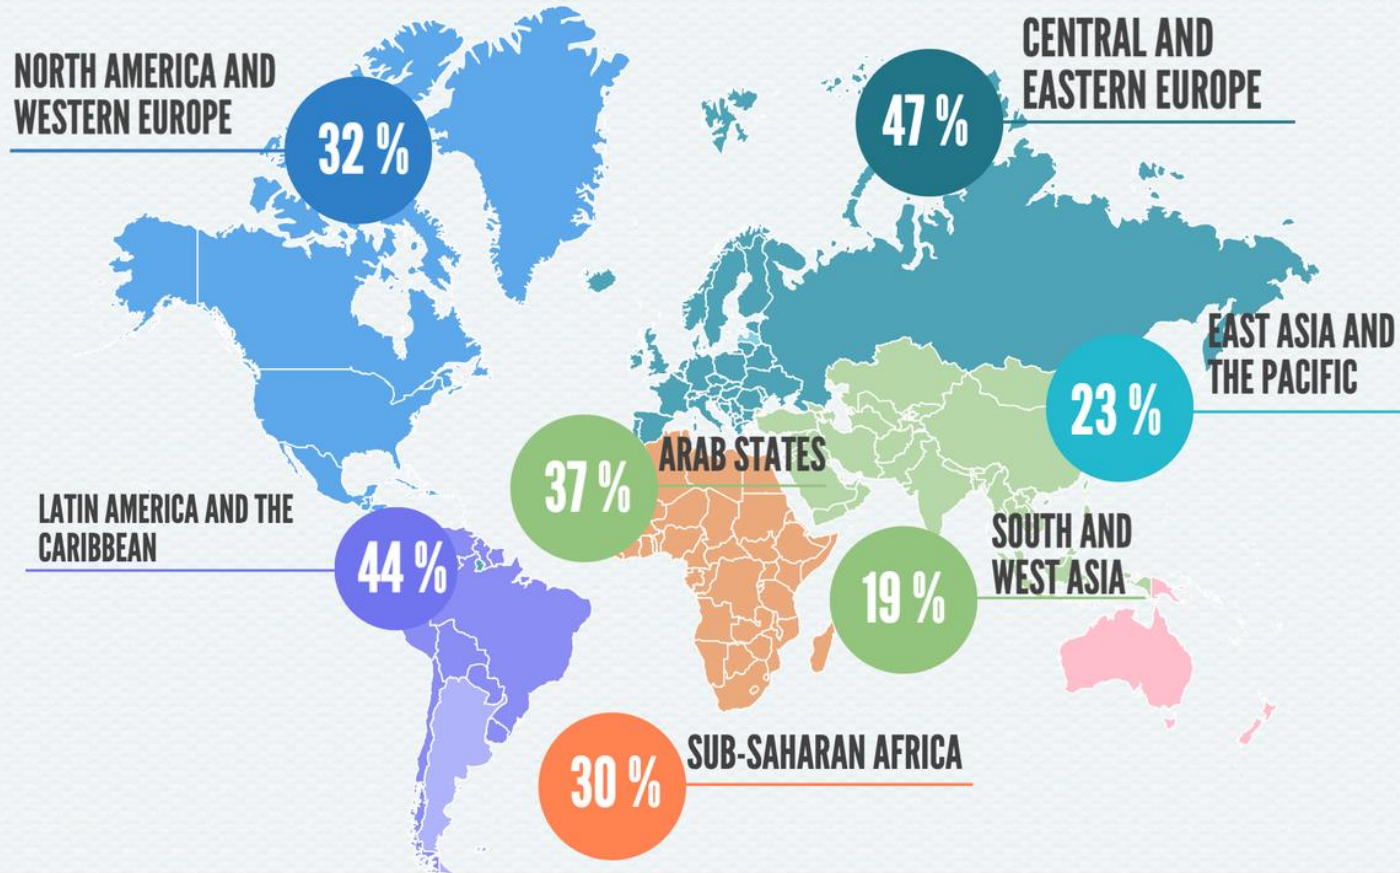 NORTH AMERICA AND
WESTERN EUROPE
32 %
CENTRAL AND
EASTERN EUROPE
47 %
EAST ASIA AND
THE PACIFIC
23 %
ARAB STATES
37 %
LATIN AMERICA AND THE
CARIBBEAN
44 %
SOUTH AND
WEST ASIA
19 %
SUB-SAHARAN AFRICA
30 %